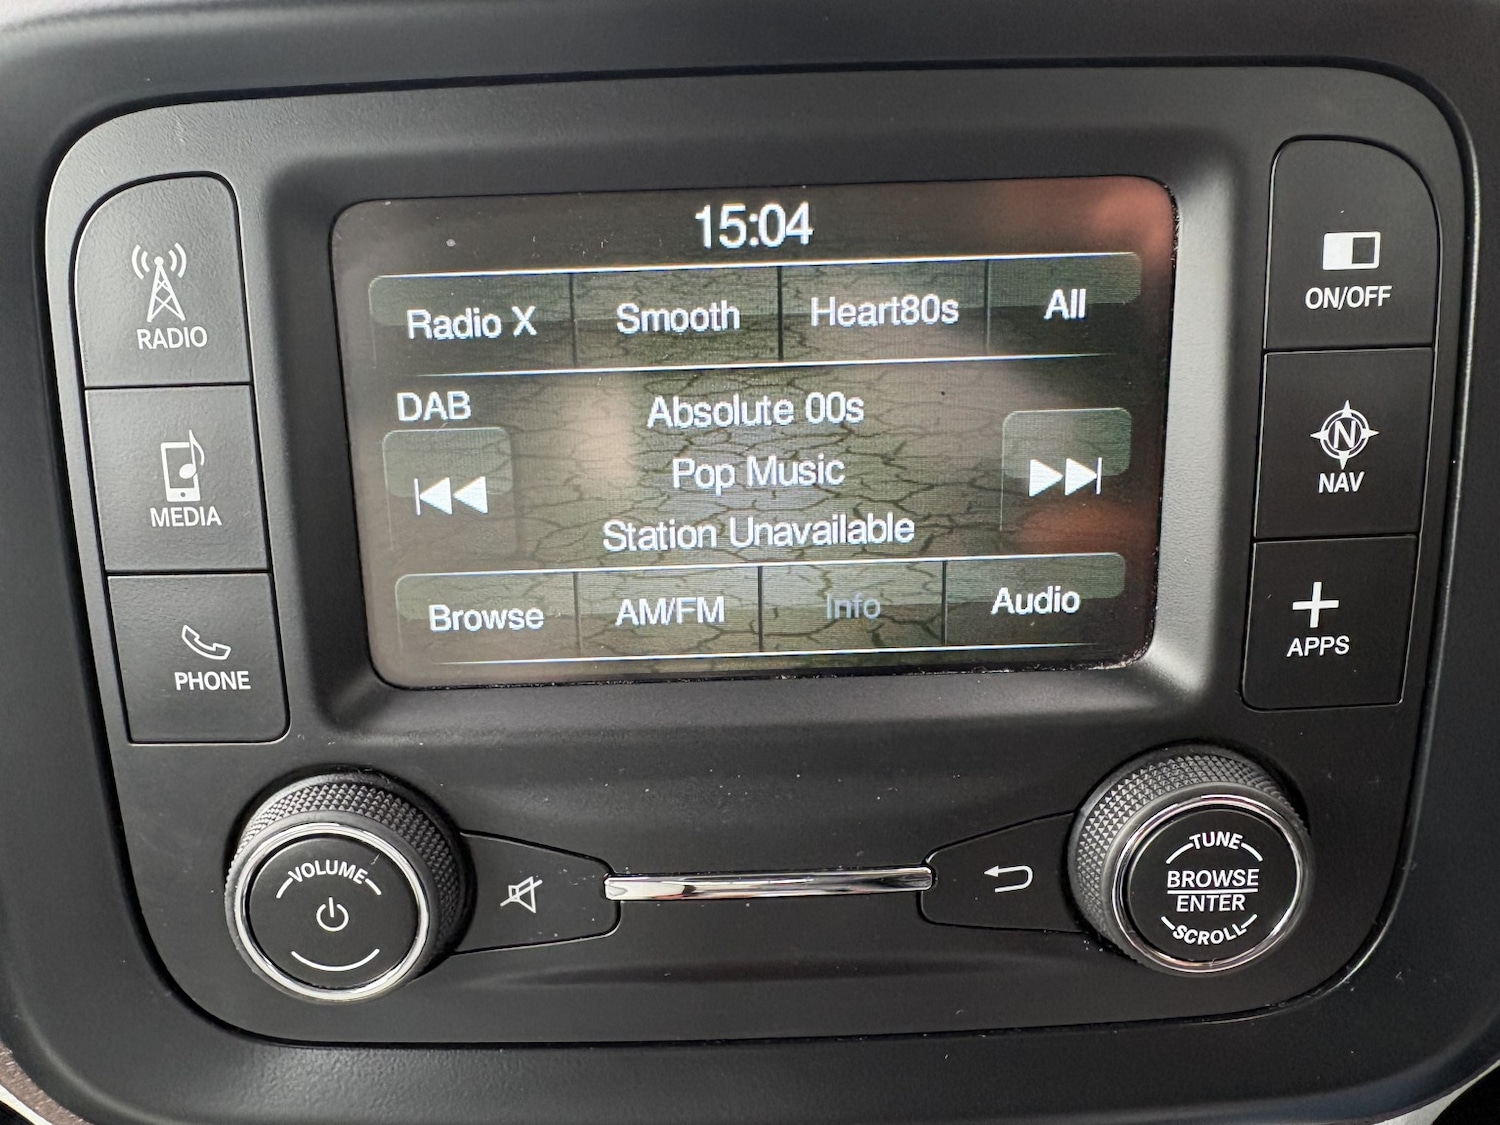 15:04
Radio X Smooth Heart80s All
DAB
Absolute 00s
Pop Music
Station Unavailable
Browse AM/FM Info Audio
RADIO
MEDIA
PHONE
ON/OFF
N
NAV
APPS
VOLUME
TUNE
BROWSE
ENTER
SCROLL